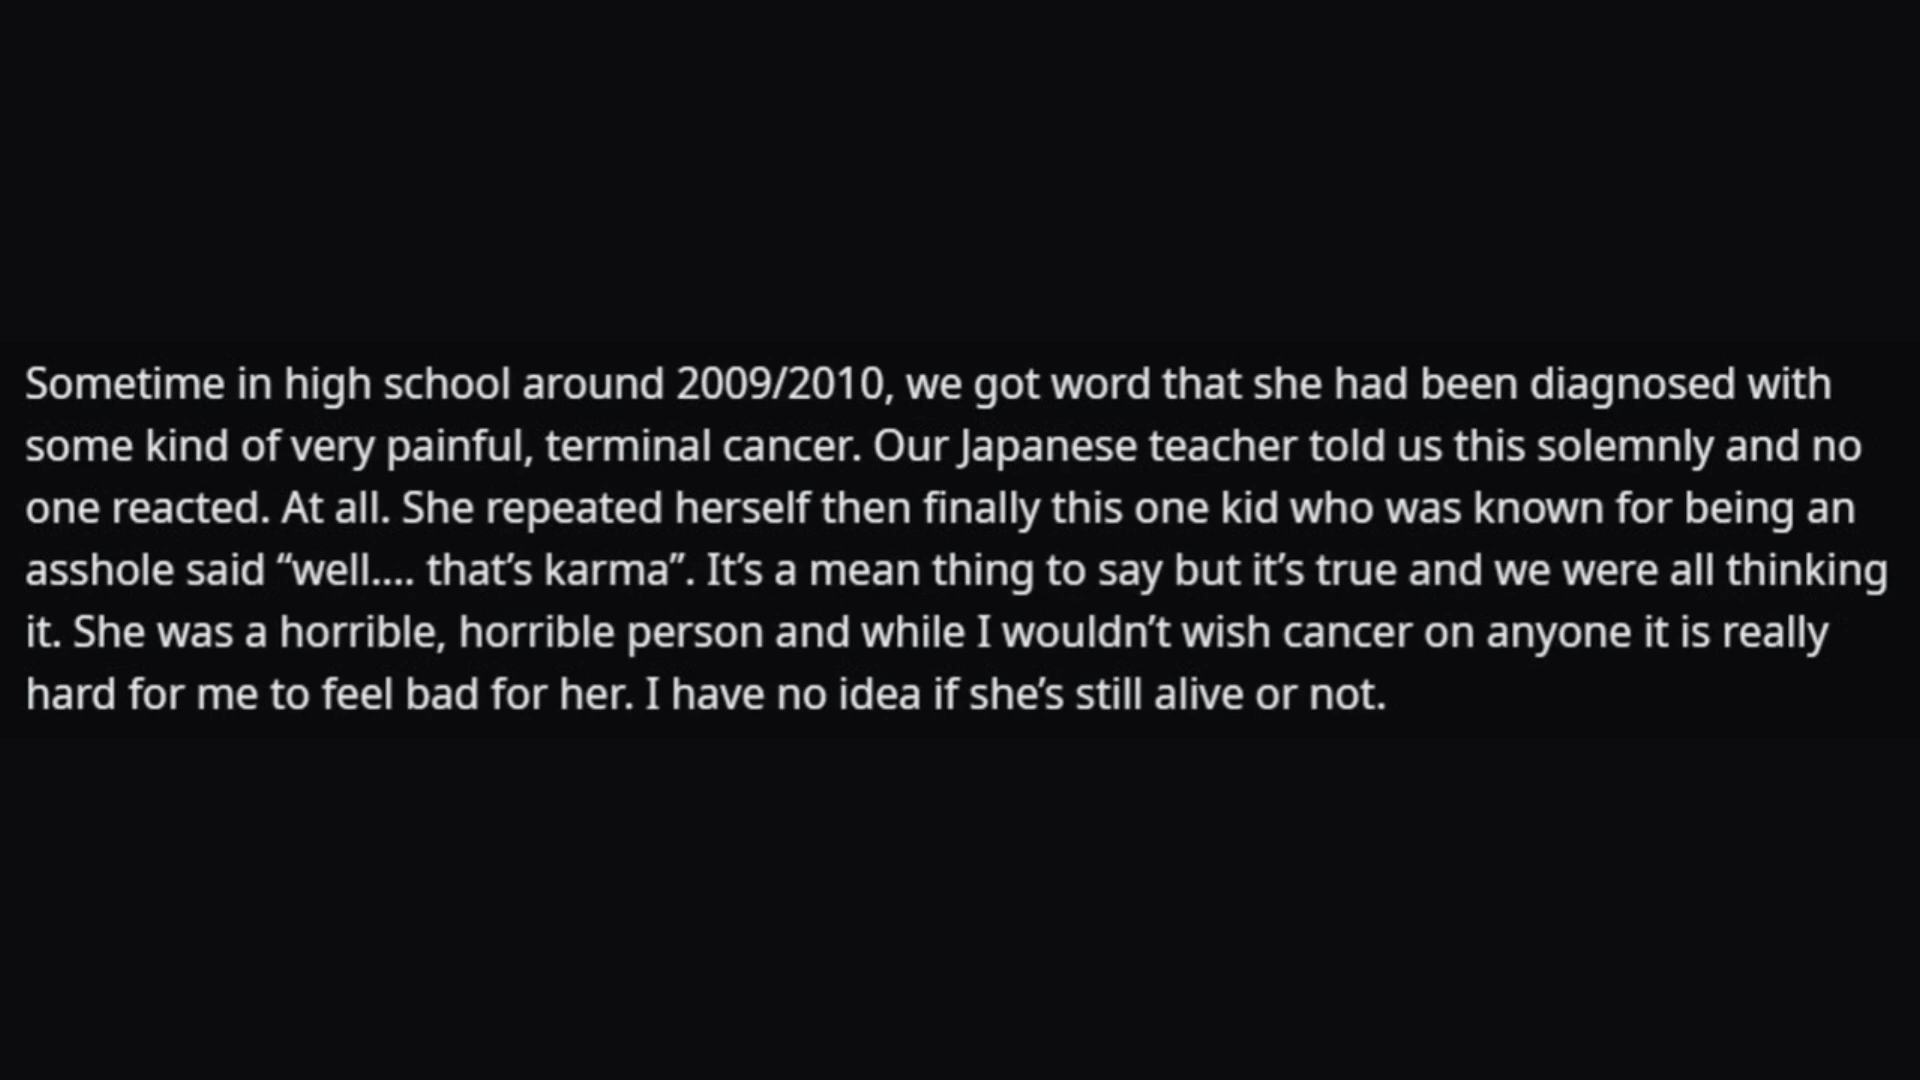 Sometime in high school around 2009/2010, we got word that she had been diagnosed with
some kind of very painful, terminal cancer. Our Japanese teacher told us this solemnly and no
one reacted. At all. She repeated herself then finally this one kid who was known for being an
asshole said “well.... that’s karma”. It’s a mean thing to say but it’s true and we were all thinking
it. She was a horrible, horrible person and while I wouldn’t wish cancer on anyone it is really
hard for me to feel bad for her. I have no idea if she’s still alive or not.